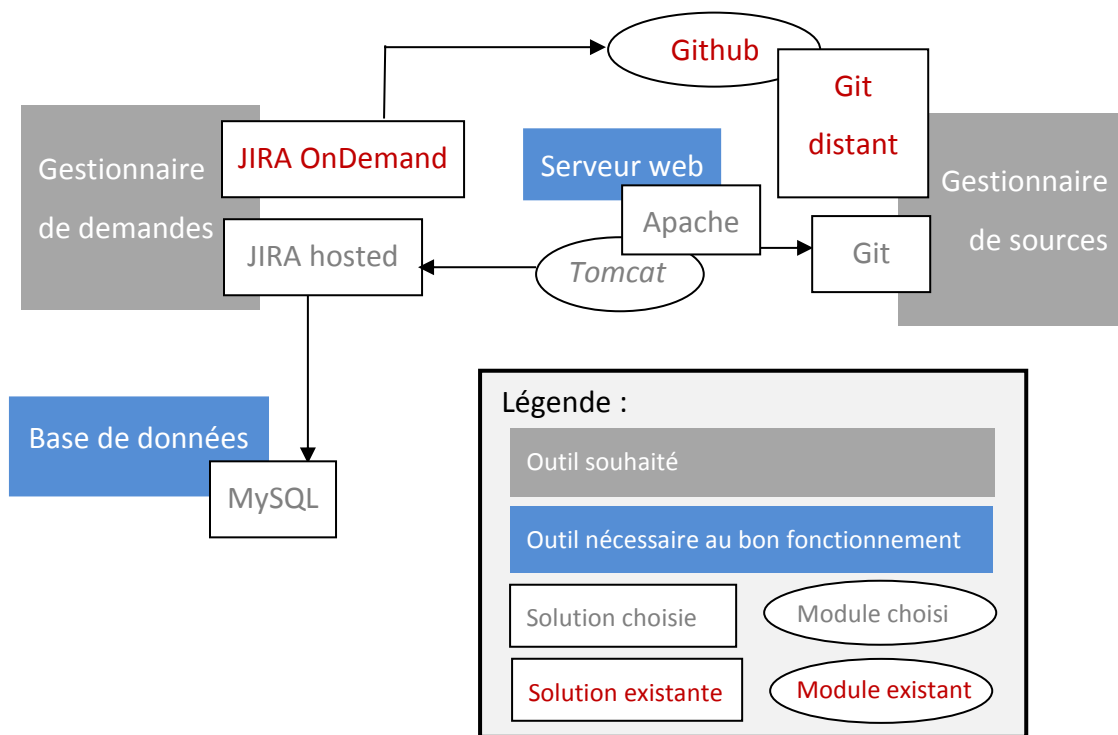 Github
Git
distant
JIRA OnDemand
Gestionnaire
de demandes
Serveur web
Gestionnaire
de sources
Apache
JIRA hosted
Tomcat
Git
Base de données
MySQL
Légende :
Outil souhaité
Outil nécessaire au bon fonctionnement
Solution choisie
Module choisi
Solution existante
Module existant